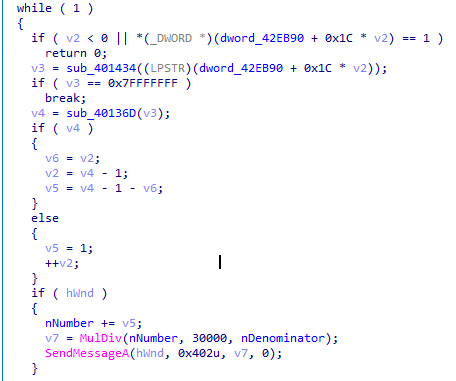 while ( 1 )
{
if ( v2 < 0 || *(_DWORD *)(dword_42EB90 + 0x1C * v2) == 1 )
return 0;
v3 = sub_401434((LPSTR)(dword_42EB90 + 0x1C * v2));
if ( v3 == 0x7FFFFFFF )
break;
v4 = sub_40136D(v3);
if ( v4 )
{
v6 = v2;
v2 = v4 - 1;
v5 = v4 - 1 - v6;
}
else
{
v5 = 1;
++v2;
}
if ( hWnd )
{
nNumber += v5;
v7 = MulDiv(nNumber, 30000, nDenominator);
SendMessageA(hWnd, 0x402u, v7, 0);
}